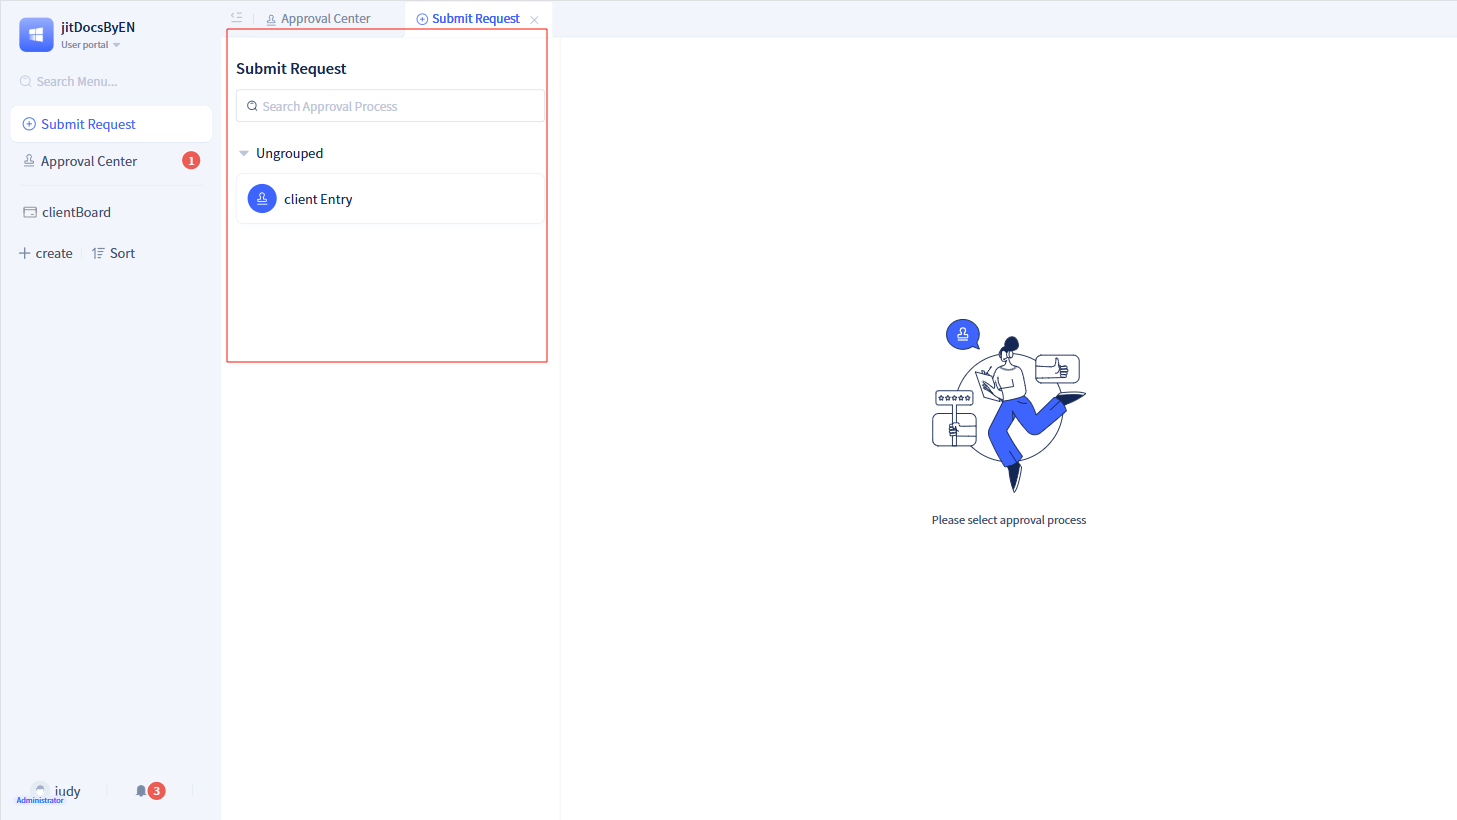 jitDocsByEN
User portal
Search Menu...
Submit Request
Approval Center 1
clientBoard
create Sort
iudy
Administrator
3
Approval Center Submit Request
Submit Request
Search Approval Process
Ungrouped
client Entry
Please select approval process